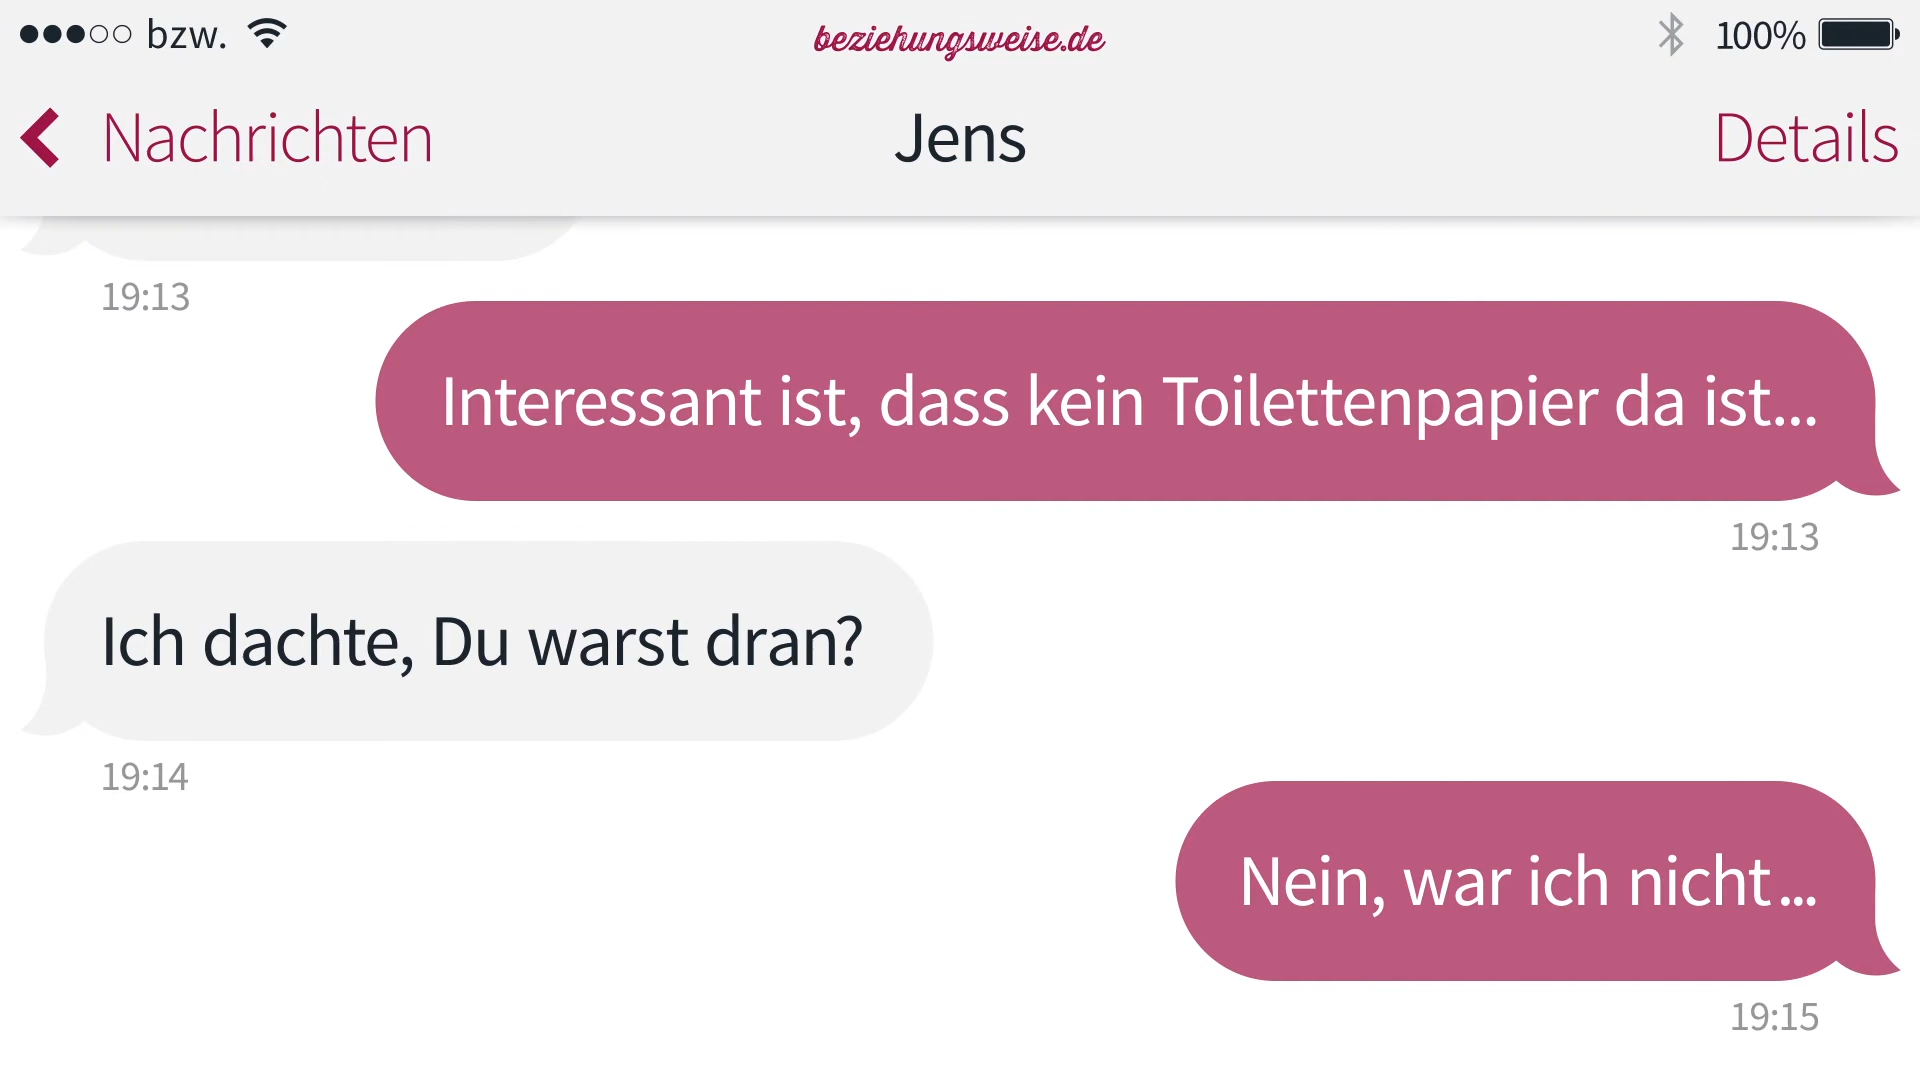 bzw.
beziehungsweise.de
100%
Nachrichten
Jens
Details
19:13
Interessant ist, dass kein Toilettenpapier da ist...
19:13
Ich dachte, Du warst dran?
19:14
Nein, war ich nicht...
19:15